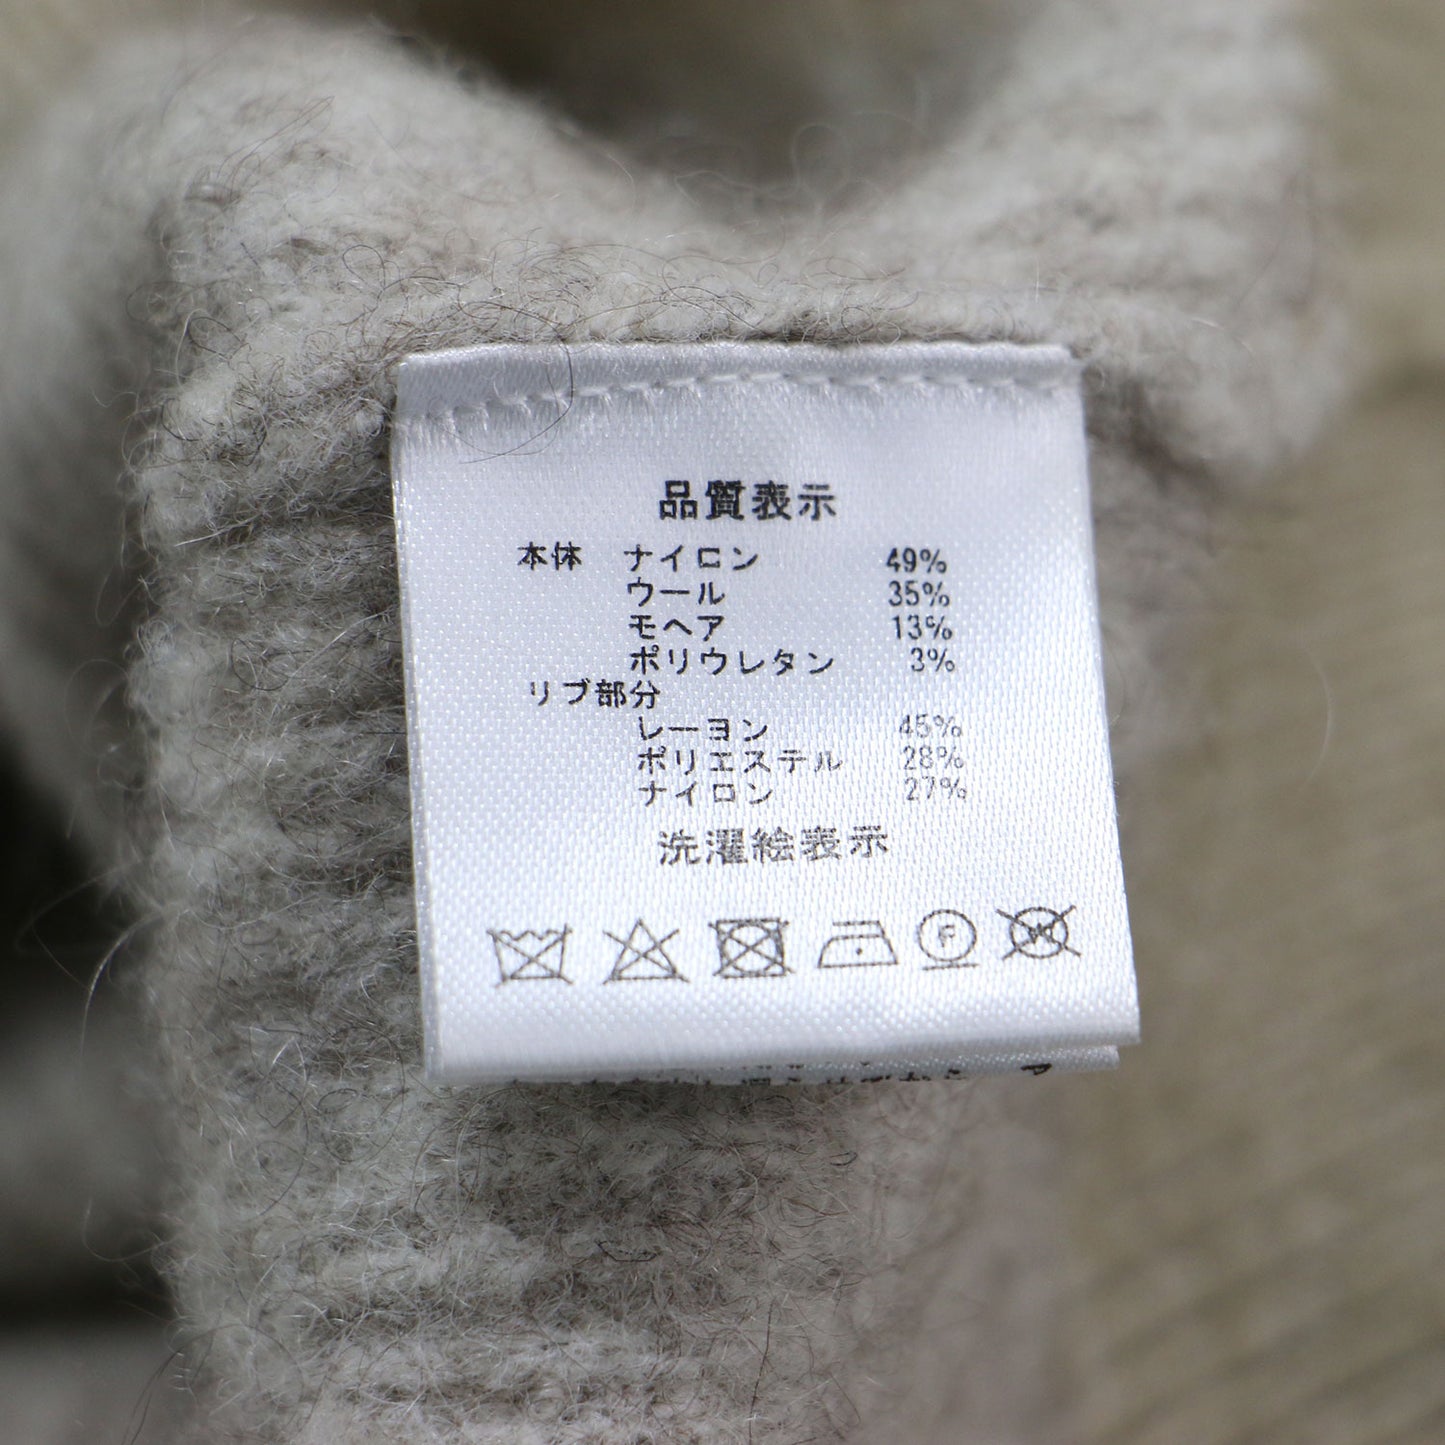 品質表示
本体 ナイロン 49%
ウール 35%
モヘア 13%
ポリウレタン 3%
リブ部分
レーヨン 45%
ポリエステル 28%
ナイロン 27%
洗濯絵表示
F
W